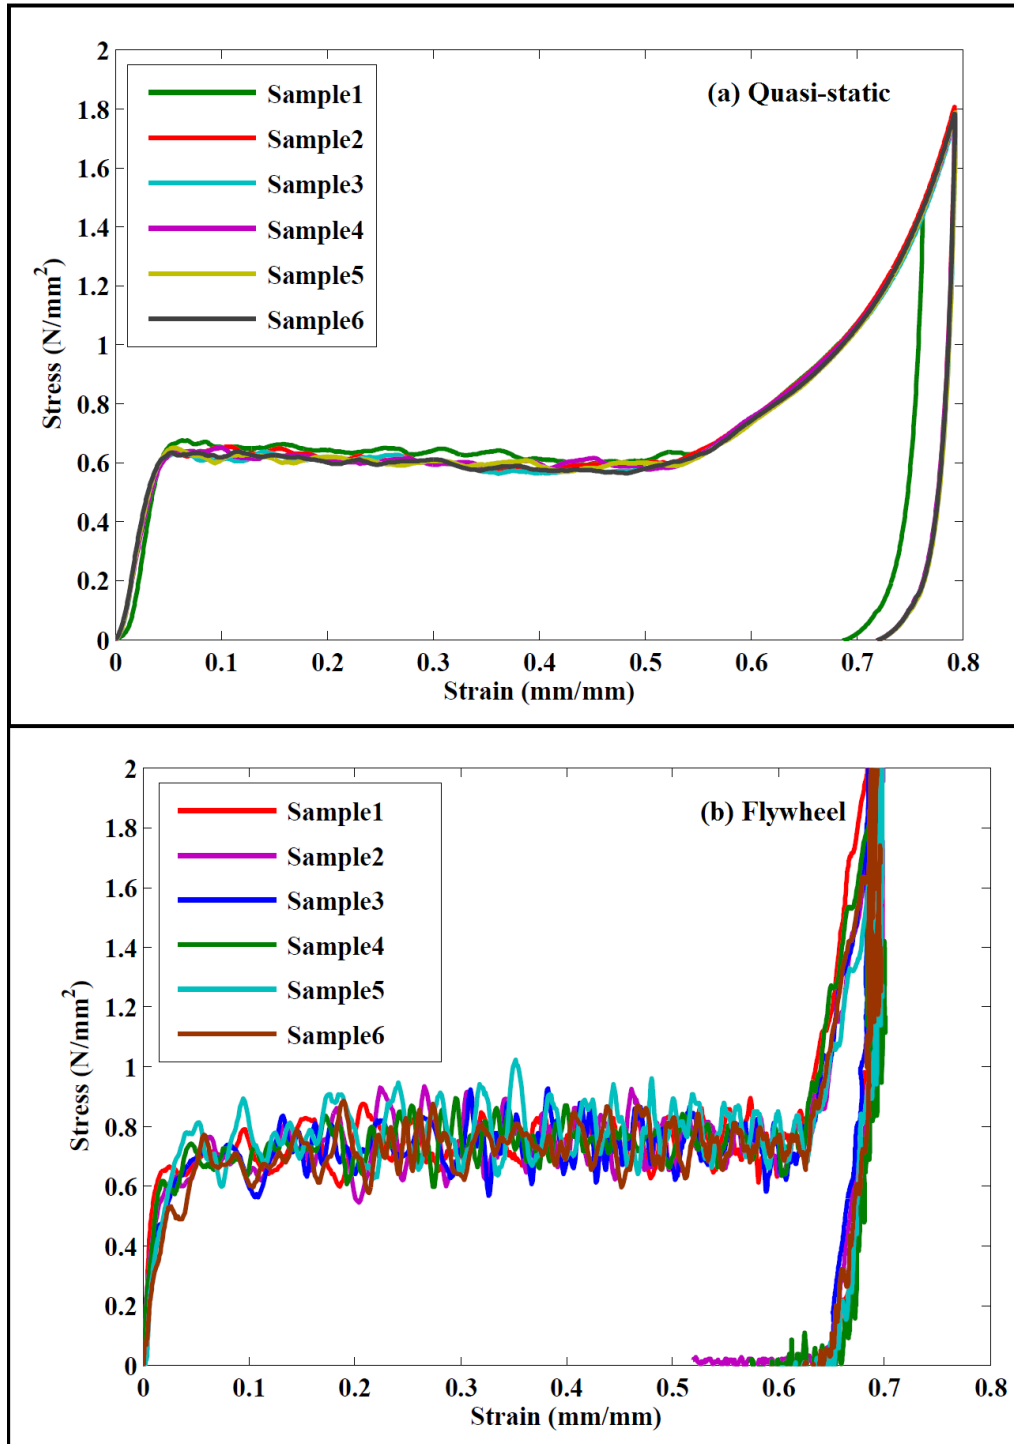 (a) Quasi-static
Sample1
Sample2
Sample3
Sample4
Sample5
Sample6
Stress (N/mm²)
2
1.8
1.6
1.4
1.2
1
0.8
0.6
0.4
0.2
0
0 0.1 0.2 0.3 0.4 0.5 0.6 0.7 0.8
Strain (mm/mm)
(b) Flywheel
Sample1
Sample2
Sample3
Sample4
Sample5
Sample6
Stress (N/mm²)
2
1.8
1.6
1.4
1.2
1
0.8
0.6
0.4
0.2
0
0 0.1 0.2 0.3 0.4 0.5 0.6 0.7 0.8
Strain (mm/mm)